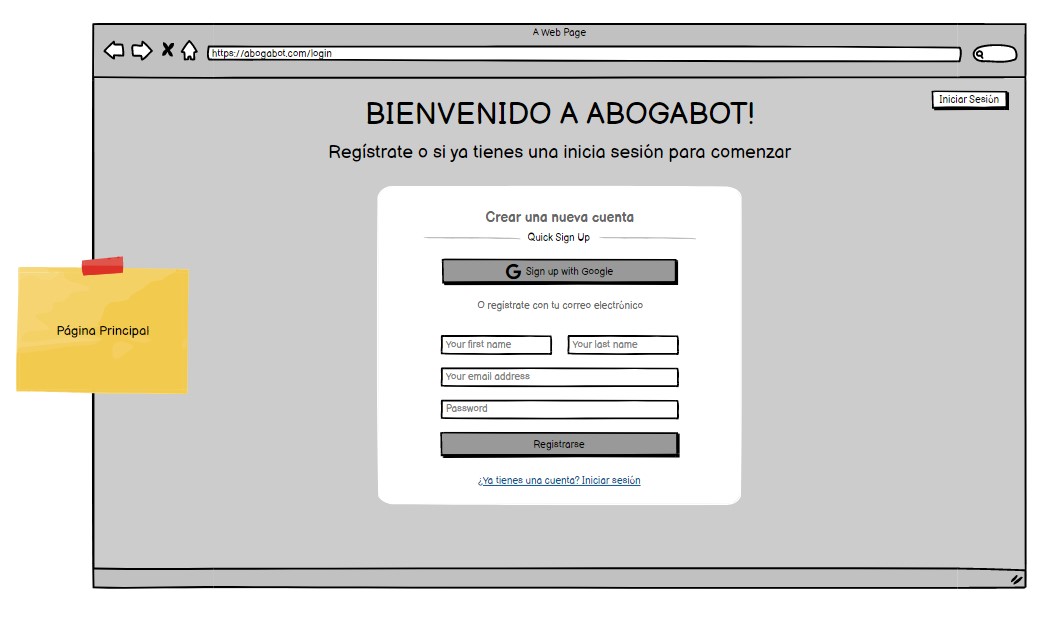 A Web Page
https://abogabot.com/login
Iniciar Sesión
BIENVENIDO A ABOGABOT!
Regístrate o si ya tienes una inicia sesión para comenzar
Crear una nueva cuenta
Quick Sign Up
G Sign up with Google
O registrate con tu correo electrónico
Your first name Your last name
Your email address
Password
Registrarse
¿Ya tienes una cuenta? Iniciar sesión
Página Principal